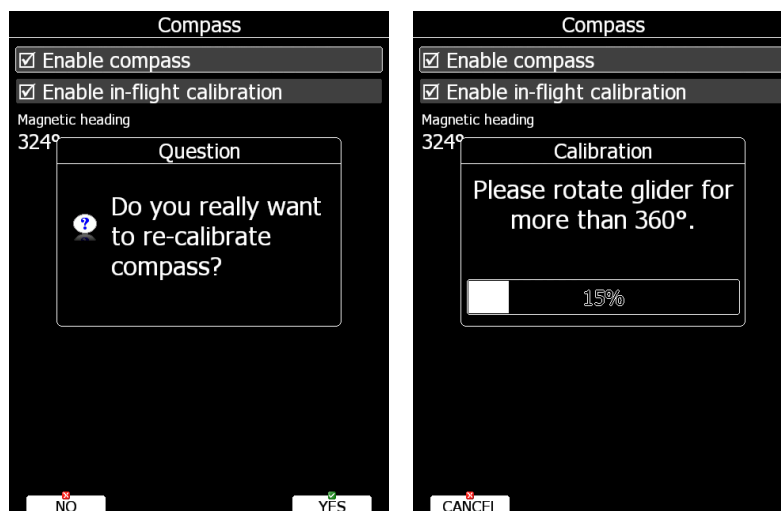 Compass
Enable compass
Enable in-flight calibration
Magnetic heading
324°
Question
Do you really want
to re-calibrate
compass?
NO
YES
Compass
Enable compass
Enable in-flight calibration
Magnetic heading
324°
Calibration
Please rotate glider for
more than 360°.
15%
CANCEL